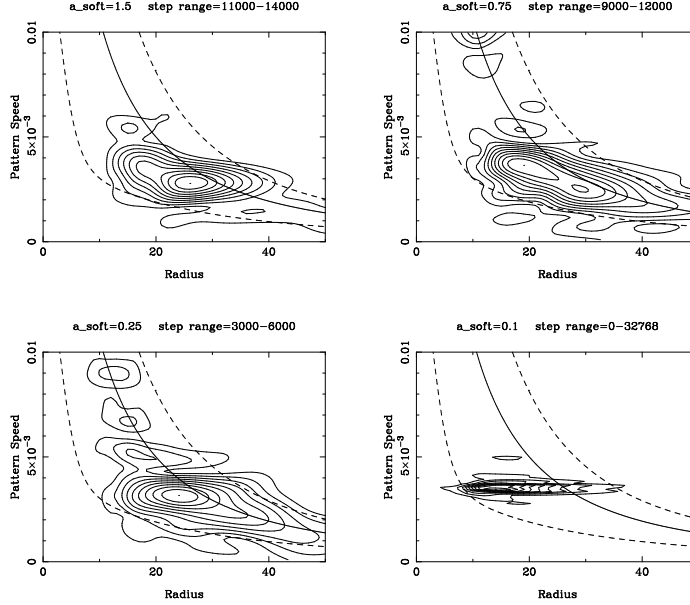 a_soft=1.5 step range=11000−14000
a_soft=0.75 step range=9000−12000
0.01
0.01
Pattern Speed
Pattern Speed
5×10⁻³
5×10⁻³
0
0
0 20 40
0 20 40
Radius
Radius
a_soft=0.25 step range=3000−6000
a_soft=0.1 step range=0−32768
0.01
0.01
Pattern Speed
Pattern Speed
5×10⁻³
5×10⁻³
0
0
0 20 40
0 20 40
Radius
Radius